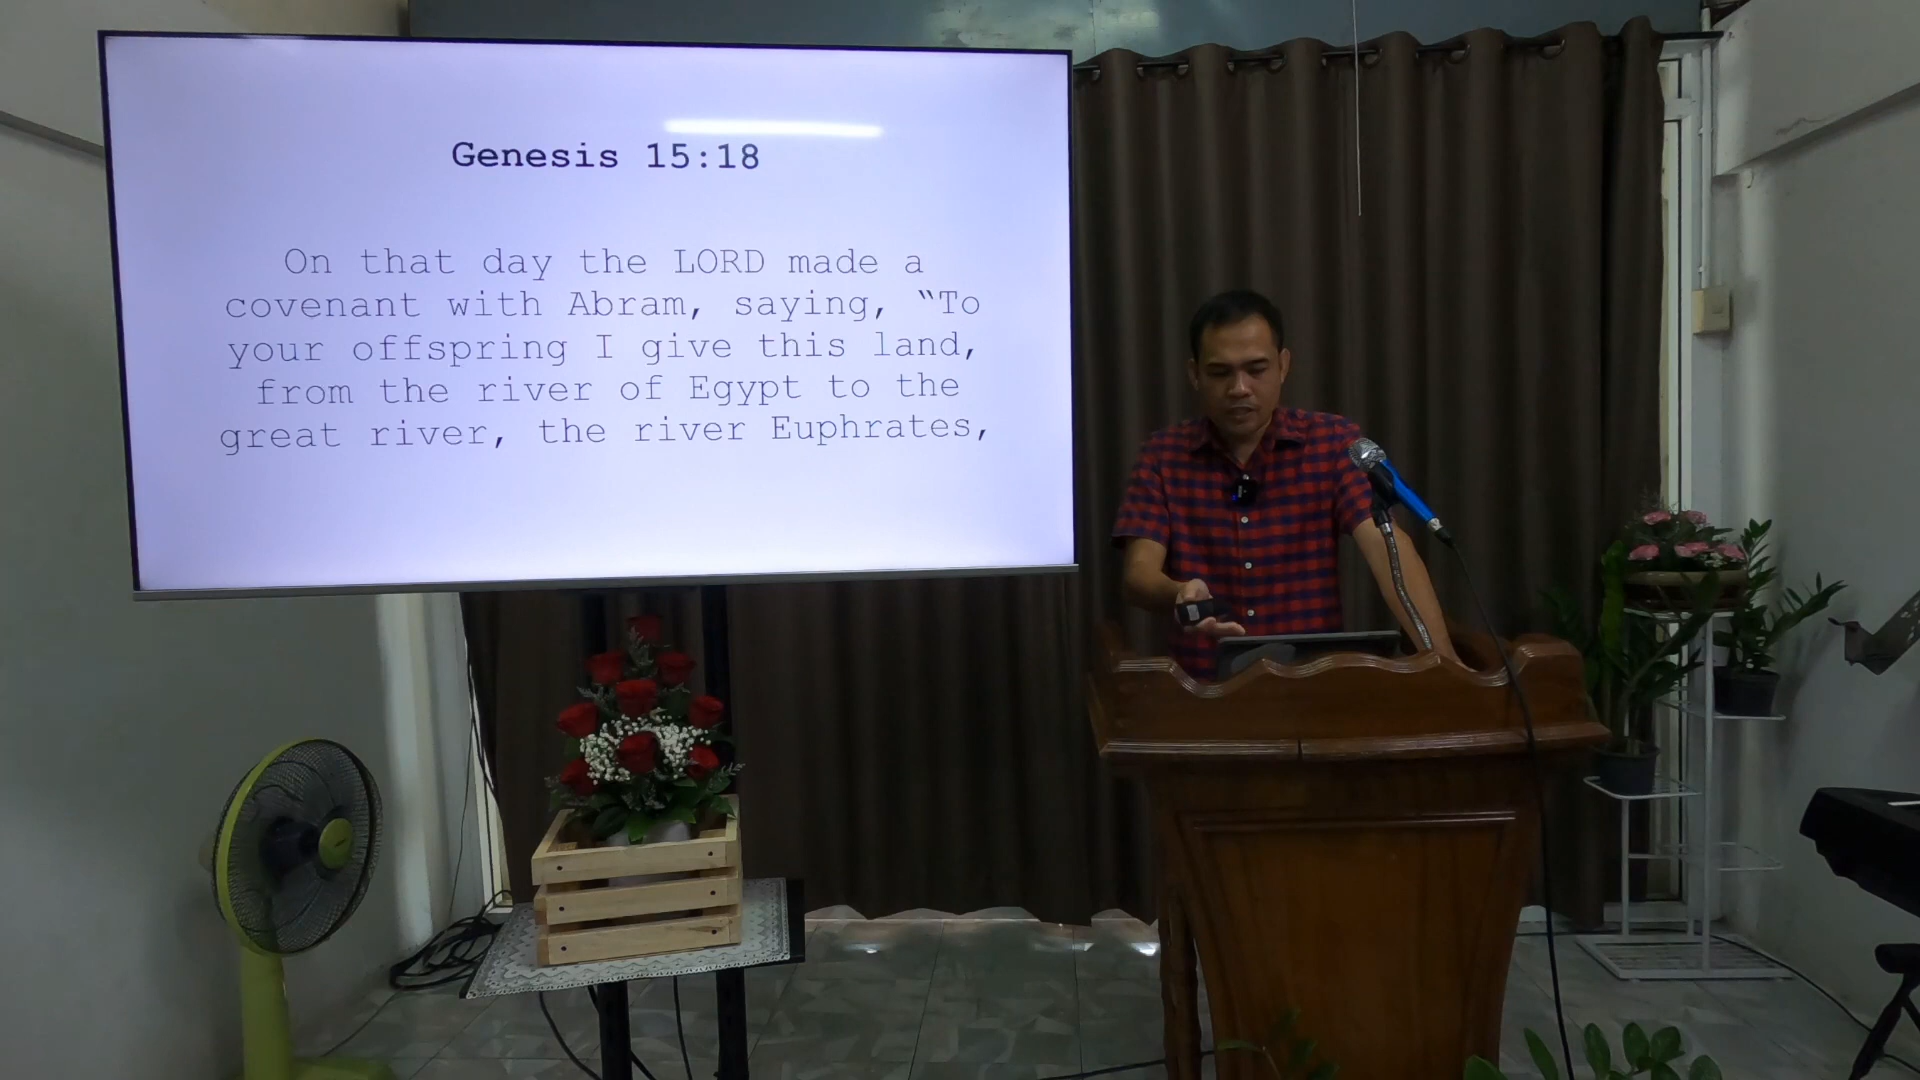 Genesis 15:18
On that day the LORD made a
covenant with Abram, saying, “To
your offspring I give this land,
from the river of Egypt to the
great river, the river Euphrates,